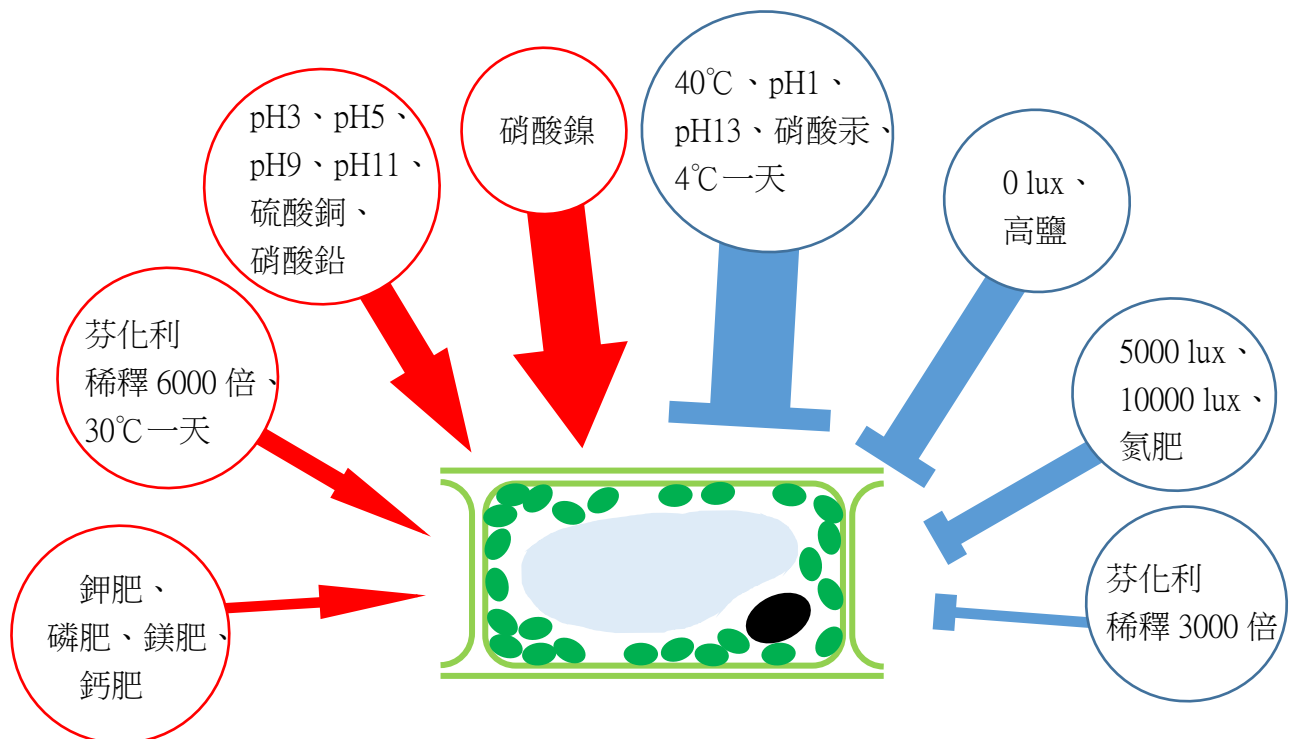 芬化利
稀釋 6000 倍、
30℃一天
pH3、pH5、
pH9、pH11、
硫酸銅、
硝酸鉛
硝酸鎳
40℃、pH1、
pH13、硝酸汞、
4℃一天
0 lux、
高鹽
5000 lux、
10000 lux、
氮肥
鉀肥、
磷肥、鎂肥、
鈣肥
芬化利
稀釋 3000 倍